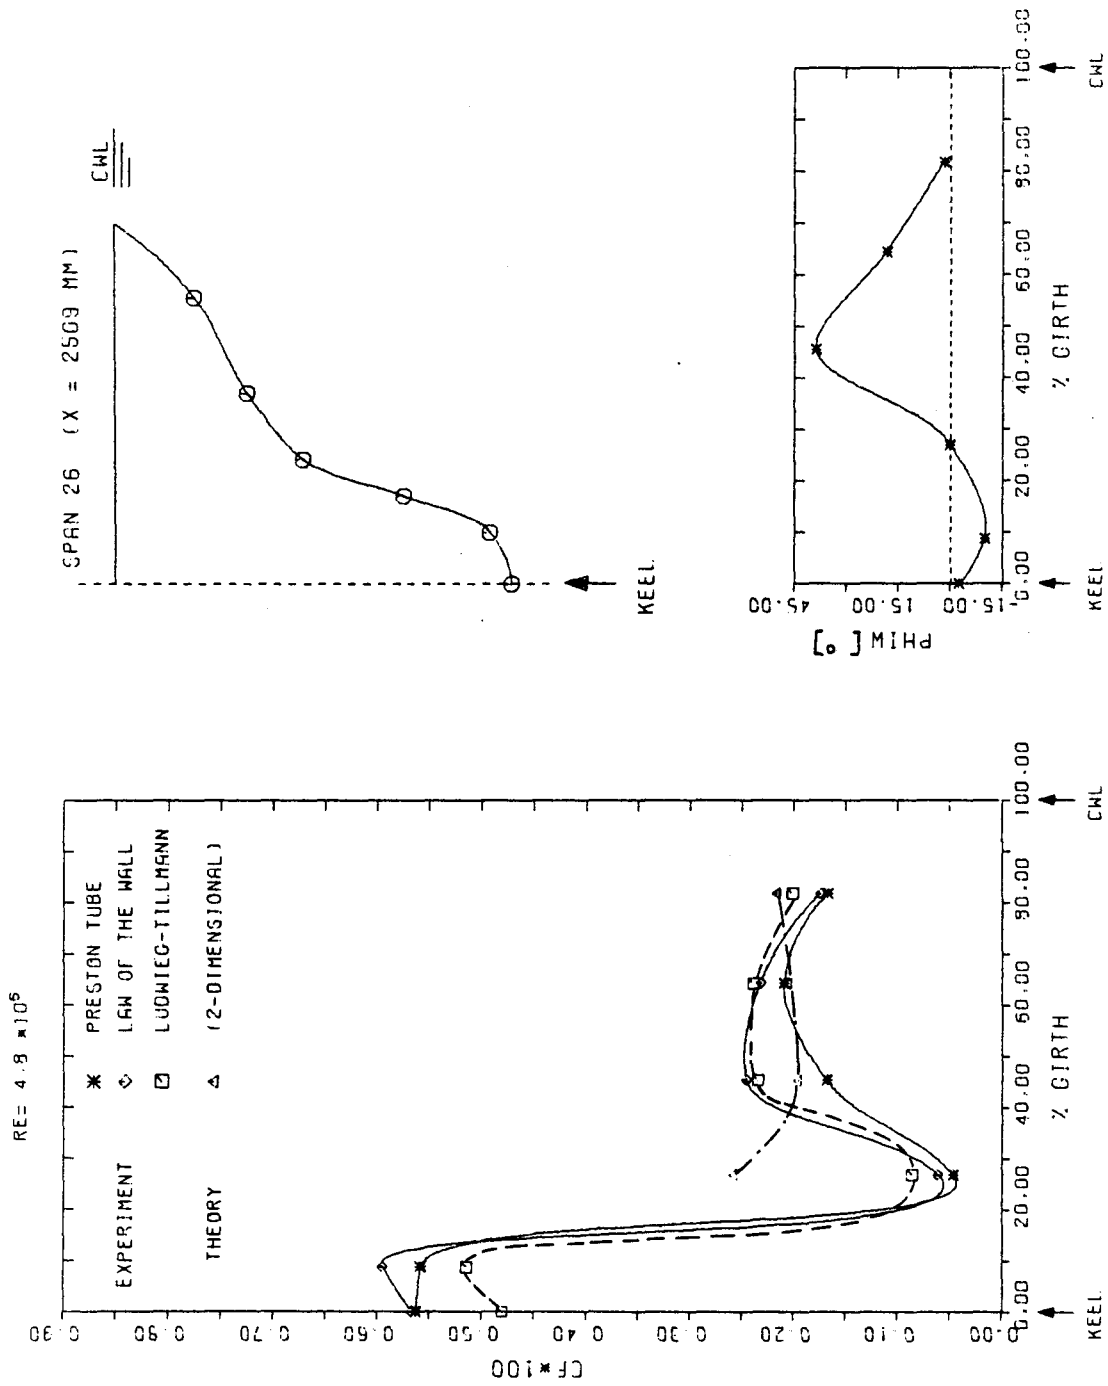 RE= 4.8 *10⁶
EXPERIMENT
PRESTON TUBE
LAW OF THE WALL
LUDWIEG-TILLMANN
THEORY
(2-DIMENSIONAL)
CF*100
0.90
0.80
0.70
0.60
0.50
0.40
0.30
0.20
0.10
0.00
0.00
20.00
40.00
60.00
80.00
100.00
% GIRTH
KEEL
CWL
SPAN 26 (X = 2509 MM)
CWL
KEEL
PHIW [°]
45.00
15.00
0.00
-15.00
0.00
20.00
40.00
60.00
80.00
100.00
% GIRTH
KEEL
CWL